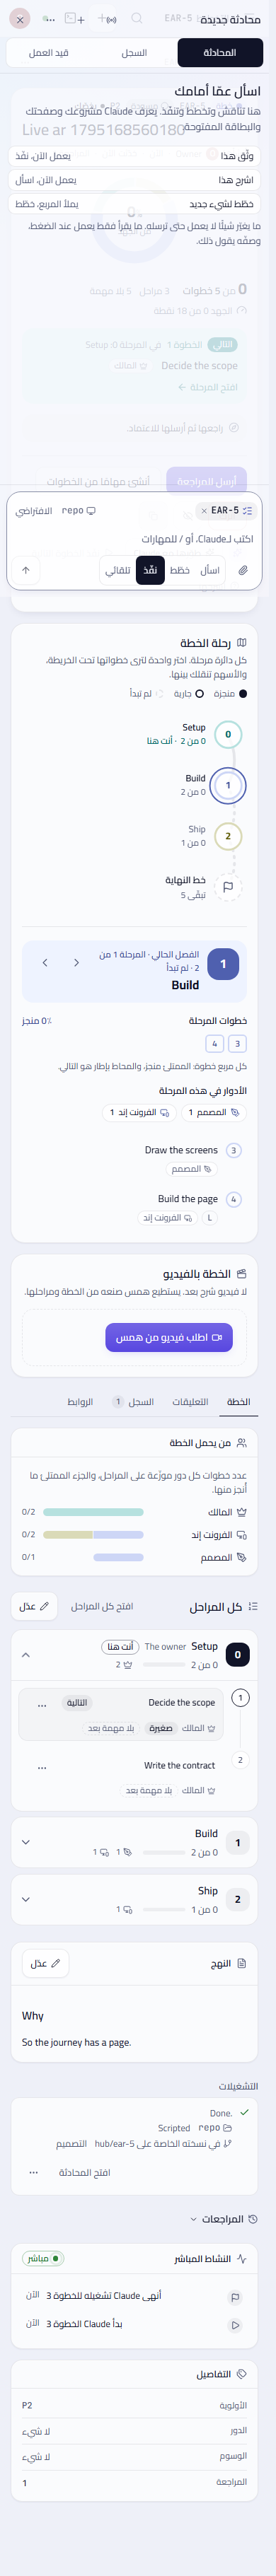 محادثة جديدة
EAR-5
المحادثة
السجل
قيد العمل
اسأل عمّا أمامك
هنا تناقش وتخطط وتنفّذ. يعرف Claude مشروعك وصفحتك والبطاقة المفتوحة.
Live ar 1795168560180
وثّق هذا
يعمل الآن، نفّذ
اشرح هذا
يعمل الآن، اسأل
خطّط لشيء جديد
يملأ المربع، خطّط
ما يغيّر شيئًا لا يعمل حتى ترسله. ما يقرأ فقط يعمل عند الضغط، وصفّه يقول ذلك.
0 من 5 خطوات
3 مراحل
5 بلا مهمة
الجهد 0 من 18 نقطة
التالي
الخطوة 1
في المرحلة 0: Setup
Decide the scope
المالك
افتح المرحلة
راجعها ثم أرسلها للاعتماد.
أرسل للمراجعة
أنشئ مهامًا من الخطوات
EAR-5
repo
الافتراضي
اكتب لـClaude، أو / للمهارات
اسأل
خطّط
نفّذ
تلقائي
رحلة الخطة
كل دائرة مرحلة. اختر واحدة لترى خطواتها تحت الخريطة، والأسهم تنقلك بينها.
منجزة
جارية
لم تبدأ
0
Setup
0 من 2 · أنت هنا
1
Build
0 من 2
2
Ship
0 من 1
خط النهاية
تبقّى 5
1
الفصل الحالي · المرحلة 1 من 2 · لم تبدأ
Build
خطوات المرحلة
0٪ منجز
3
4
كل مربع خطوة: الممتلئ منجز، والمحاط بإطار هو التالي.
الأدوار في هذه المرحلة
المصمم 1
الفرونت إند 1
3
Draw the screens
المصمم
4
Build the page
L
الفرونت إند
الخطة بالفيديو
لا فيديو شرح بعد. يستطيع همس صنعه من الخطة ومراحلها.
اطلب فيديو من همس
الخطة
التعليقات
السجل 1
الروابط
من يحمل الخطة
عدد خطوات كل دور موزّعة على المراحل، والجزء الممتلئ ما أُنجز منها.
المالك
0/2
الفرونت إند
0/2
المصمم
0/1
كل المراحل
افتح كل المراحل
عدّل
0
Setup
The owner
أنت هنا
0 من 2
2
1
Decide the scope
التالية
المالك
صغيرة
بلا مهمة بعد
2
Write the contract
المالك
بلا مهمة بعد
1
Build
0 من 2
1
1
2
Ship
0 من 1
1
النهج
عدّل
Why
So the journey has a page.
التشغيلات
Done.
repo
Scripted
في نسخته الخاصة على hub/ear-5
التصميم
افتح المحادثة
المراجعات
النشاط المباشر
مباشر
أنهى Claude تشغيله للخطوة 3
الآن
بدأ Claude الخطوة 3
الآن
التفاصيل
الأولوية
P2
الدور
لا شيء
الوسوم
لا شيء
المراجعة
1